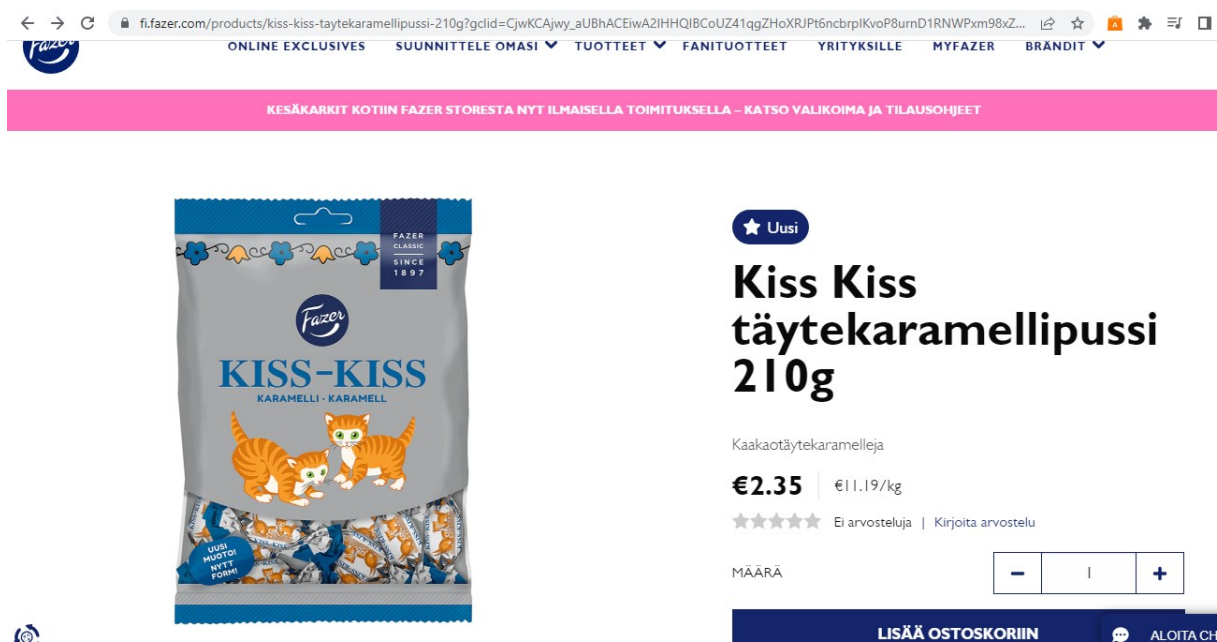 fi.fazer.com/products/kiss-kiss-taytekaramellipussi-210g?gclid=CjwKCAjwy_aUBhACEiwA2IHHQIBCoUZ41qgZHoXRJPt6ncbrplKvoP8urnD1RNWPxm98xZ...
Fazer
ONLINE EXCLUSIVES SUUNNITTELE OMASI TUOTTEET FANITUOTTEET YRITYKSILLE MYFAZER BRÄNDIT
KESÄKARKIT KOTIIN FAZER STORESTA NYT ILMAISELLA TOIMITUKSELLA – KATSO VALIKOIMA JA TILAUSOHJEET
FAZER
CLASSIC
SINCE
1897
Fazer
KISS-KISS
KARAMELLI · KARAMELL
UUSI
MUOTO!
NYTT
FORM!
Uusi
Kiss Kiss
täytekaramellipussi
210g
Kaakaotäytekaramelleja
€2.35 €11.19/kg
Ei arvosteluja | Kirjoita arvostelu
MÄÄRÄ 1
LISÄÄ OSTOSKORIIN
ALOITA CH